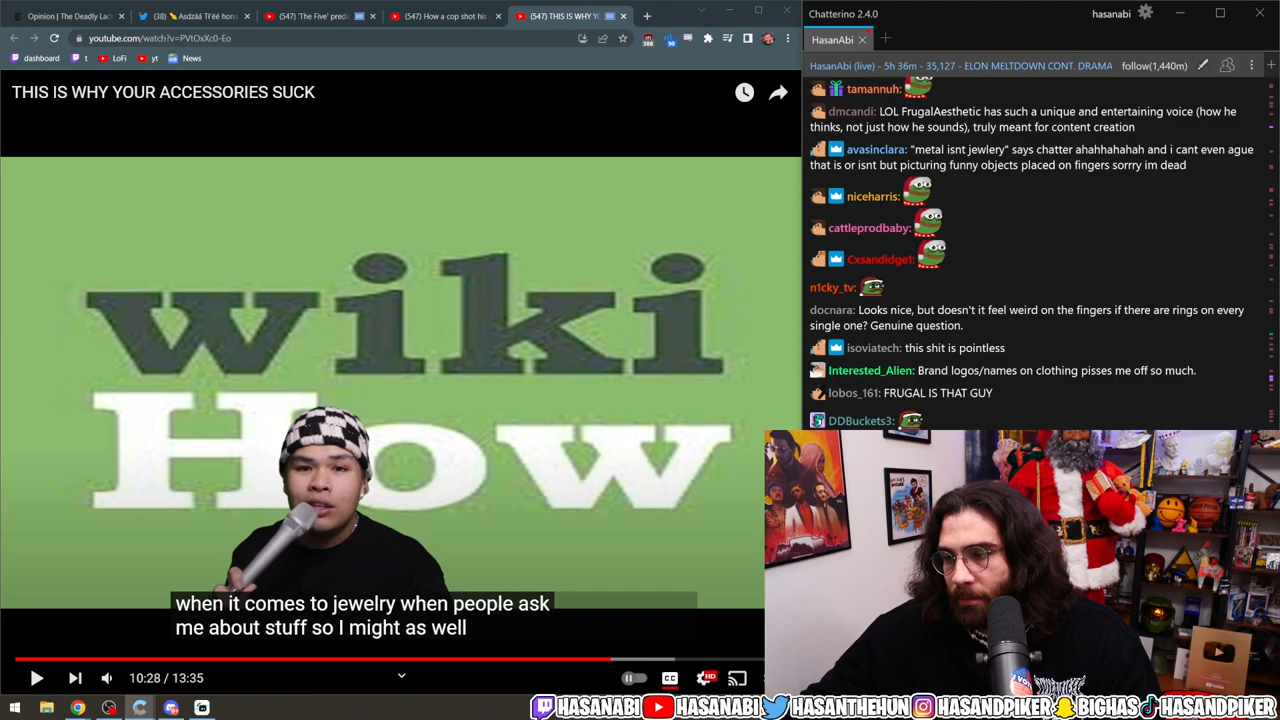 Opinion | The Deadly Lac
(38)
Asdzáá Tł'éé honu
(547) 'The Five' predi
(547) How a cop shot his
(547) THIS IS WHY YO
youtube.com/watch?v=PVtOxXc0-Eo
388
90
dashboard
t
LoFi
yt
News
THIS IS WHY YOUR ACCESSORIES SUCK
wiki
How
when it comes to jewelry when people ask
me about stuff so I might as well
10:28 / 13:35
CC
HD
Chatterino 2.4.0
hasanabi
HasanAbi
HasanAbi (live) - 5h 36m - 35,127 - ELON MELTDOWN CONT. DRAMA
follow(1,440m)
tamannuh:
dmcandi: LOL FrugalAesthetic has such a unique and entertaining voice (how he
thinks, not just how he sounds), truly meant for content creation
avasinclara: "metal isnt jewlery" says chatter ahahhahahah and i cant even ague
that is or isnt but picturing funny objects placed on fingers sorrry im dead
niceharris:
cattleprodbaby:
Cxsandidge1:
n1cky_tv:
docnara: Looks nice, but doesn't it feel weird on the fingers if there are rings on every
single one? Genuine question.
isoviatech: this shit is pointless
Interested_Alien: Brand logos/names on clothing pisses me off so much.
lobos_161: FRUGAL IS THAT GUY
DDBuckets3:
HASANABI
HASANABI
HASANTHEHUN
HASANDPIKER
BIGHAS
HASANDPIKER